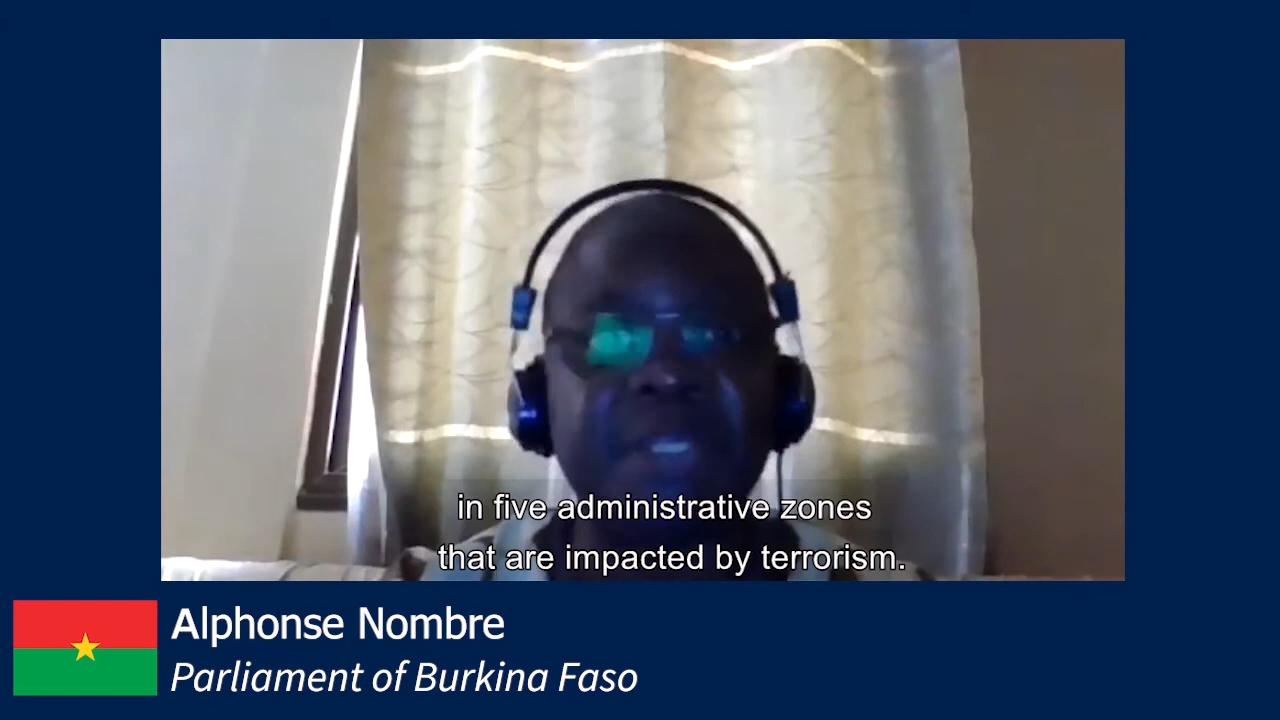 in five administrative zones
that are impacted by terrorism.
Alphonse Nombre
Parliament of Burkina Faso